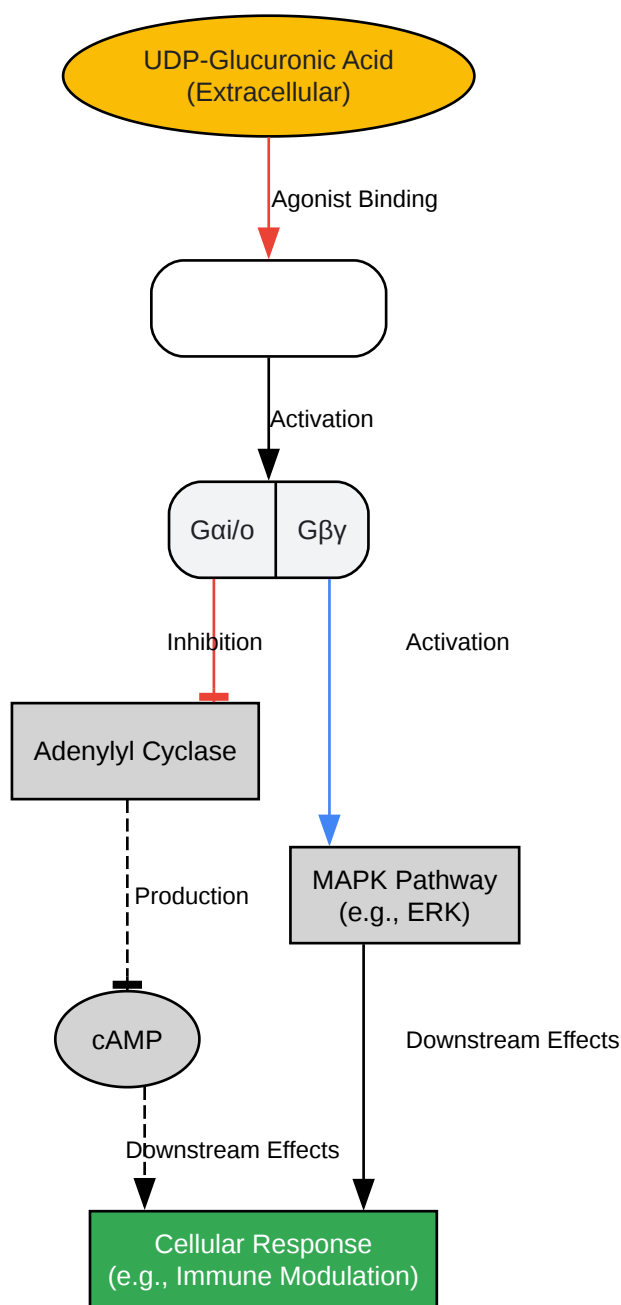 UDP-Glucuronic Acid
(Extracellular)
Agonist Binding
Activation
Gαi/o
Gβγ
Inhibition
Activation
Adenylyl Cyclase
MAPK Pathway
(e.g., ERK)
Production
cAMP
Downstream Effects
Downstream Effects
Cellular Response
(e.g., Immune Modulation)